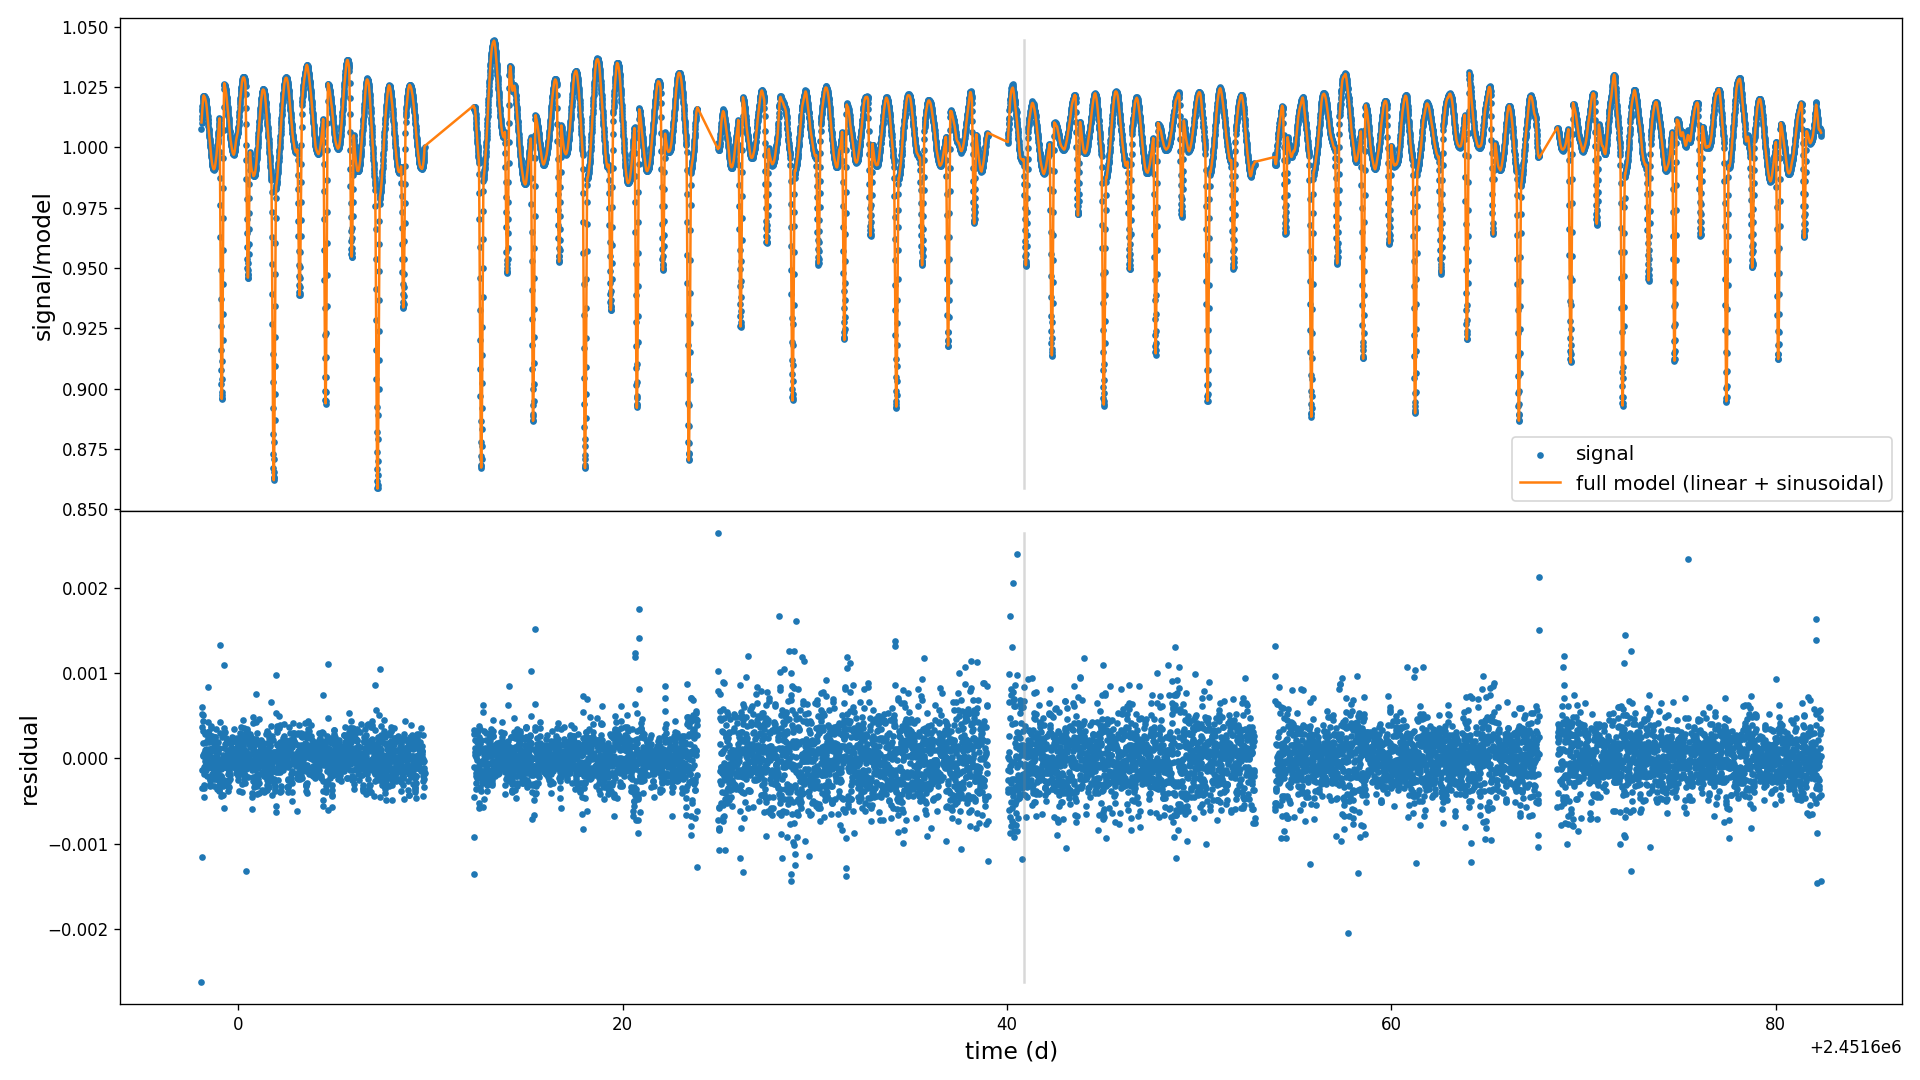 1.050
1.025
1.000
0.975
0.950
0.925
0.900
0.875
0.850
signal/model
signal
full model (linear + sinusoidal)
0.002
0.001
0.000
−0.001
−0.002
residual
0 20 40 60 80
time (d)
+2.4516e6